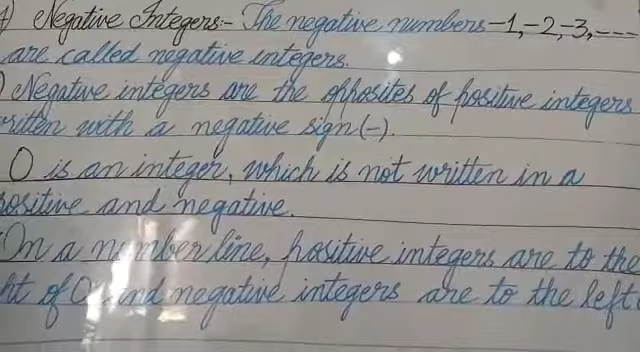 Negative Integers:- The negative numbers -1, -2, -3, ----
are called negative integers.
Negative integers are the opposites of positive integers
written with a negative sign (-).
0 is an integer, which is not written in a
positive and negative.
On a number line, positive integers are to the
right of 0 and negative integers are to the left